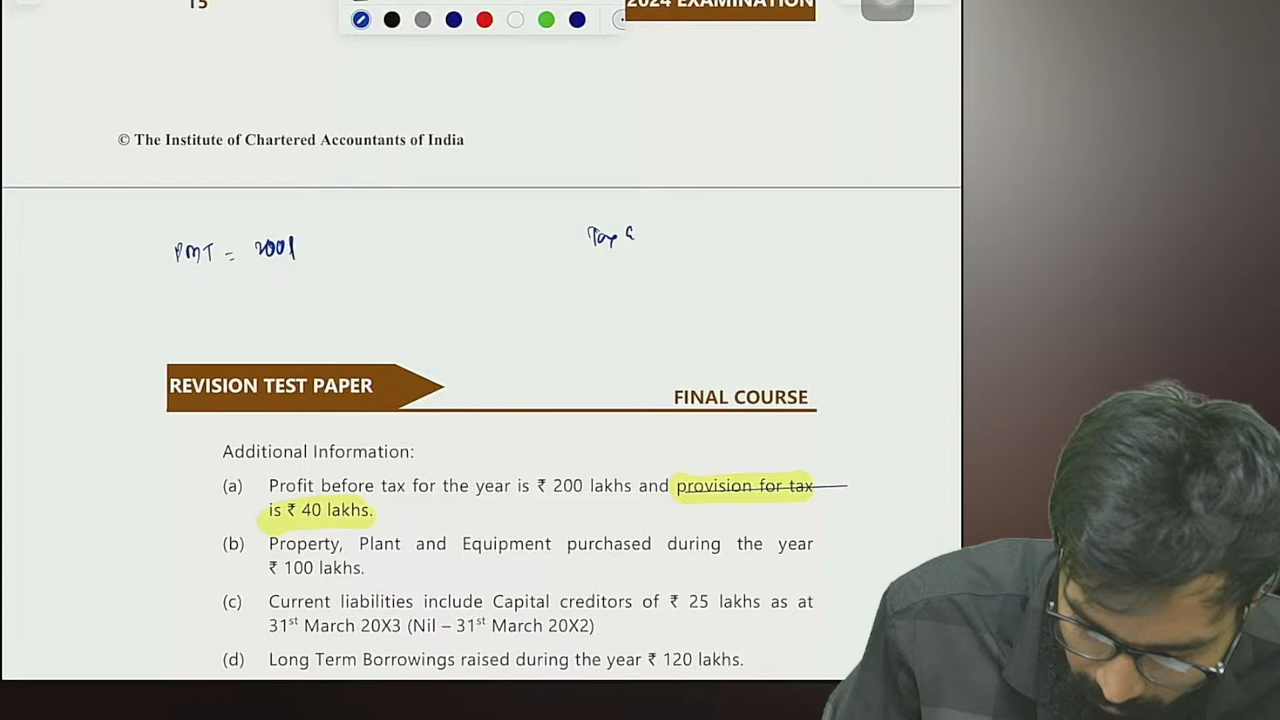 15
2024 EXAMINATION
© The Institute of Chartered Accountants of India
Tax
REVISION TEST PAPER
FINAL COURSE
Additional Information:
(a) Profit before tax for the year is ₹ 200 lakhs and provision for tax
is ₹ 40 lakhs.
(b) Property, Plant and Equipment purchased during the year
₹ 100 lakhs.
(c) Current liabilities include Capital creditors of ₹ 25 lakhs as at
31st March 20X3 (Nil – 31st March 20X2)
(d) Long Term Borrowings raised during the year ₹ 120 lakhs.